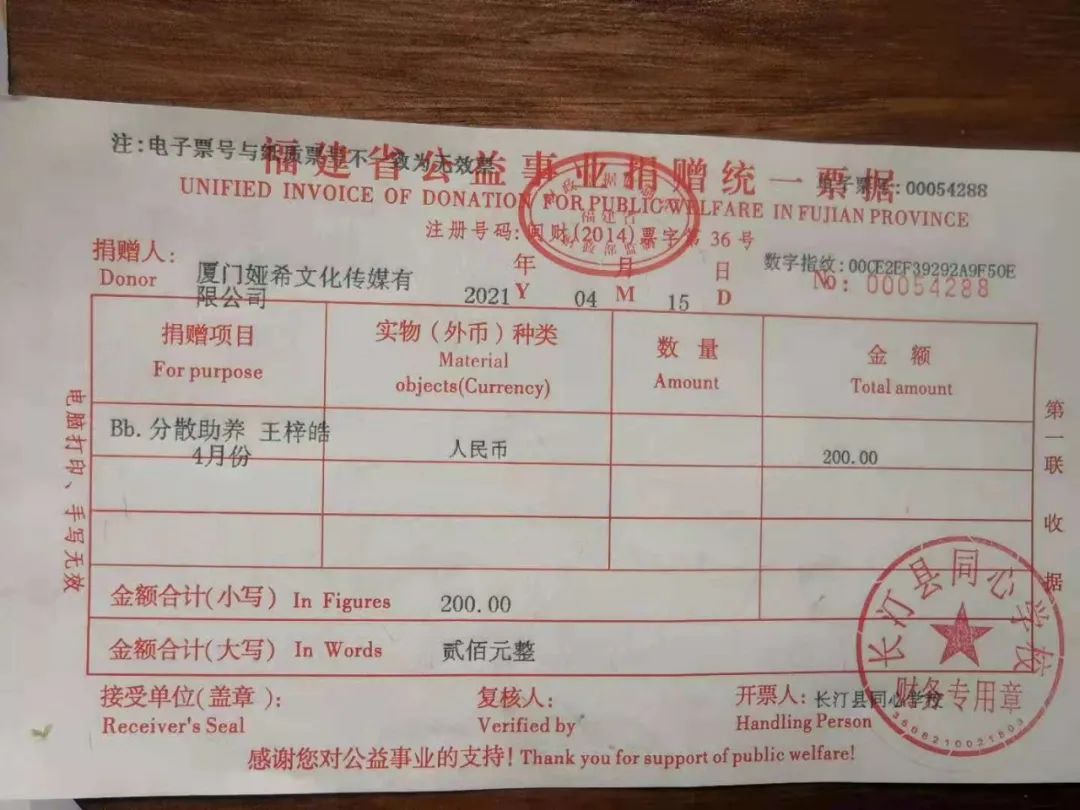 注:电子票号与纸质票号不一致为无效票
福建省公益事业捐赠统一票据
电子票号:00054288
UNIFIED INVOICE OF DONATION FOR PUBLIC WELFARE IN FUJIAN PROVINCE
注册号码:闽财(2014)票字第 36 号
福建省
捐赠人:
Donor
厦门娅希文化传媒有
限公司
2021 年 Y 04 月 M 15 日 D
数字指纹:00CE2EF39292A9F50E
No: 00054288
捐赠项目
For purpose
实物(外币)种类
Material
objects(Currency)
数 量
Amount
金 额
Total amount
Bb. 分散助养 王梓皓
4月份
人民币
200.00
金额合计(小写) In Figures 200.00
金额合计(大写) In Words 贰佰元整
接受单位(盖章):
Receiver's Seal
复核人:
Verified by
开票人: 长汀县同心学校
Handling Person
感谢您对公益事业的支持! Thank you for support of public welfare!
电脑打印、手写无效
第一联 收据
长汀县同心学校
财务专用章